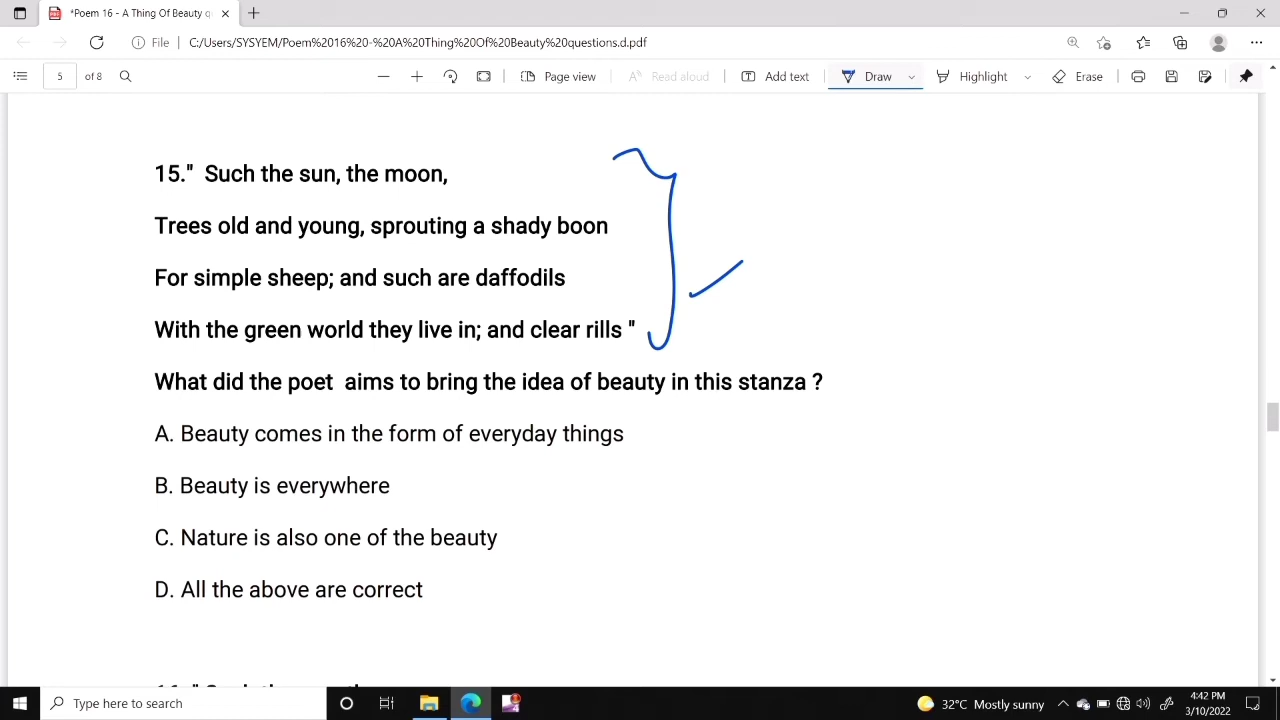 *Poem 16 - A Thing Of Beauty q
File
C:/Users/SYSYEM/Poem%2016%20-%20A%20Thing%20Of%20Beauty%20questions.d.pdf
5 of 8
Page view
Read aloud
Add text
Draw
Highlight
Erase
15." Such the sun, the moon,
Trees old and young, sprouting a shady boon
For simple sheep; and such are daffodils
With the green world they live in; and clear rills "
What did the poet aims to bring the idea of beauty in this stanza ?
A. Beauty comes in the form of everyday things
B. Beauty is everywhere
C. Nature is also one of the beauty
D. All the above are correct
Type here to search
32°C Mostly sunny
4:42 PM
3/10/2022